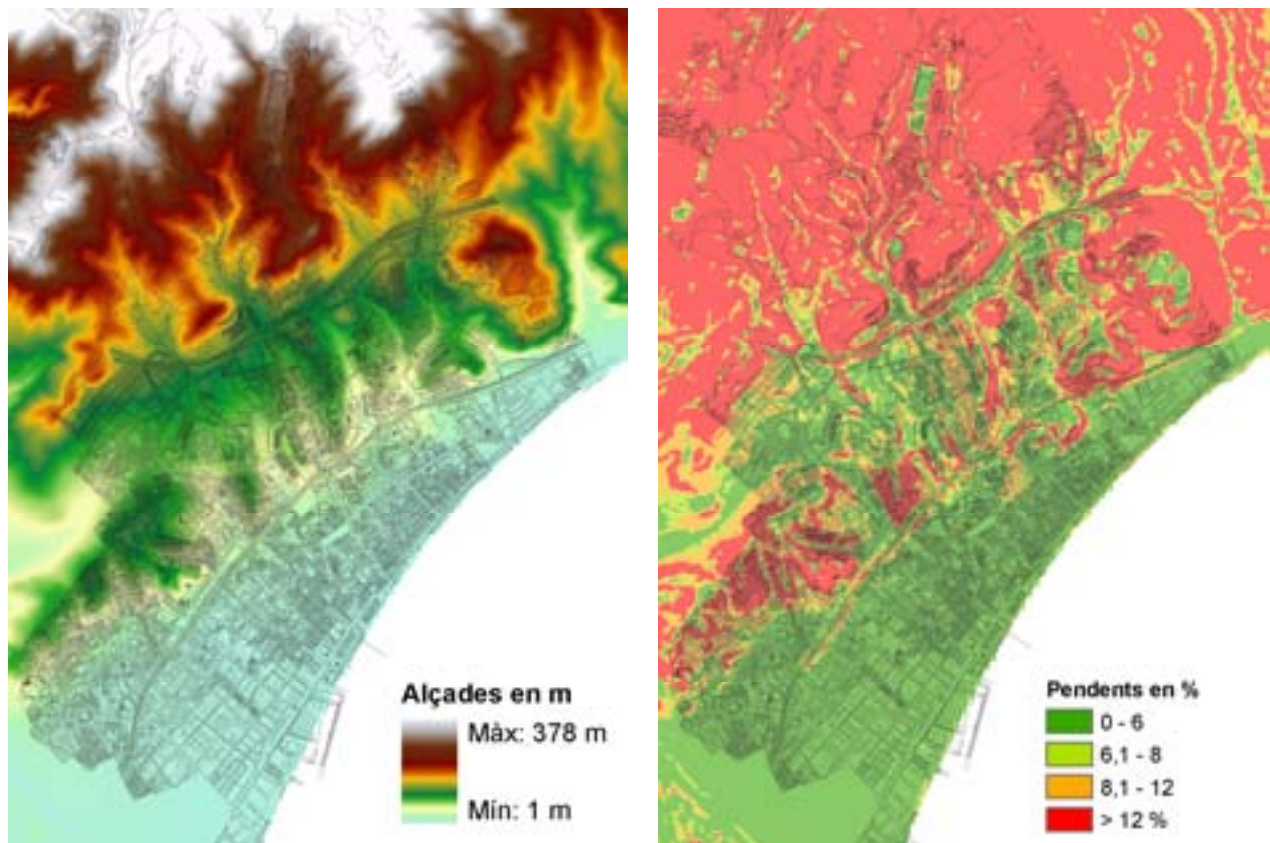 Alçades en m
Màx: 378 m
Mín: 1 m
Pendents en %
0 - 6
6,1 - 8
8,1 - 12
> 12 %